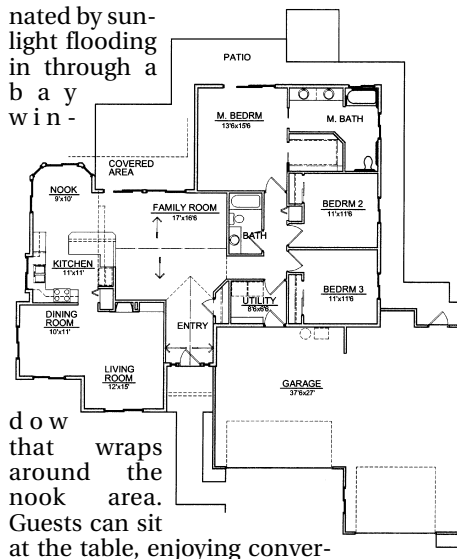 nated by sun-
light flooding
in through a
bay
win-
PATIO
M. BEDRM
13'6x15'6
M. BATH
COVERED
AREA
NOOK
9'x10'
FAMILY ROOM
17'x16'6
BEDRM 2
11'x11'6
BATH
KITCHEN
11'x11'
UTILITY
8'6x6'6
BEDRM 3
11'x11'6
DINING
ROOM
10'x11'
ENTRY
LIVING
ROOM
12'x15'
GARAGE
37'6x27'
dow
that wraps
around the
nook area.
Guests can sit
at the table, enjoying conver-